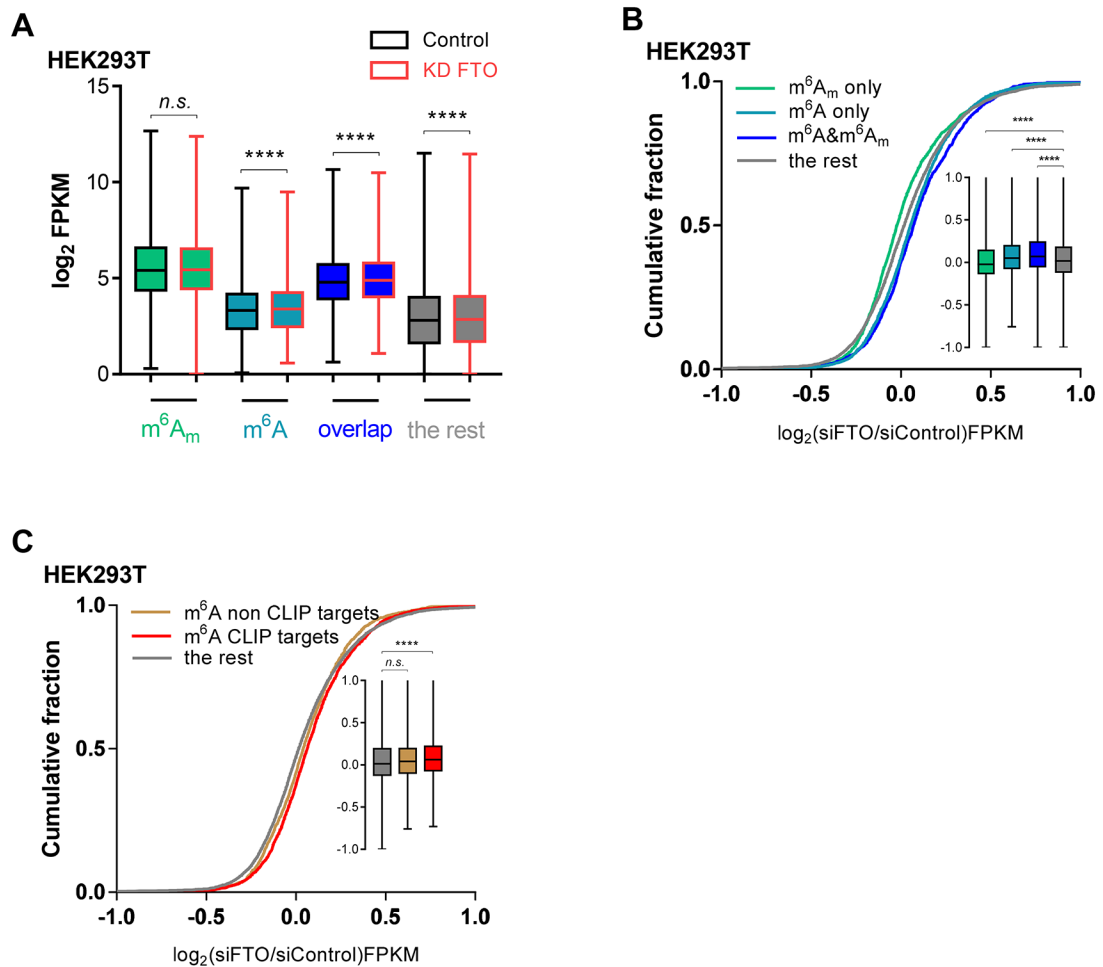 A
HEK293T
Control
KD FTO
15
10
5
0
log2 FPKM
n.s.
****
****
****
m6Am
m6A
overlap
the rest
B
HEK293T
m6Am only
m6A only
m6A&m6Am
the rest
1.0
0.5
0.0
Cumulative fraction
****
****
****
1.0
0.5
0.0
-0.5
-1.0
-1.0
-0.5
0.0
0.5
1.0
log2(siFTO/siControl)FPKM
C
HEK293T
m6A non CLIP targets
m6A CLIP targets
the rest
1.0
0.5
0.0
Cumulative fraction
****
n.s.
1.0
0.5
0.0
-0.5
-1.0
-1.0
-0.5
0.0
0.5
1.0
log2(siFTO/siControl)FPKM